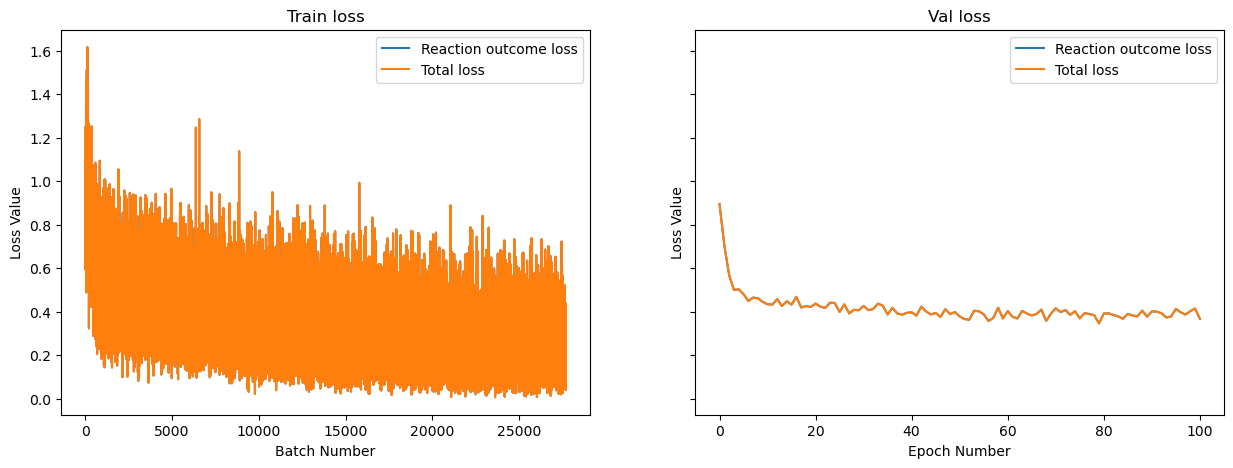 Train loss
Reaction outcome loss
Total loss
Loss Value
1.6
1.4
1.2
1.0
0.8
0.6
0.4
0.2
0.0
0
5000
10000
15000
20000
25000
Batch Number
Val loss
Reaction outcome loss
Total loss
Loss Value
0
20
40
60
80
100
Epoch Number